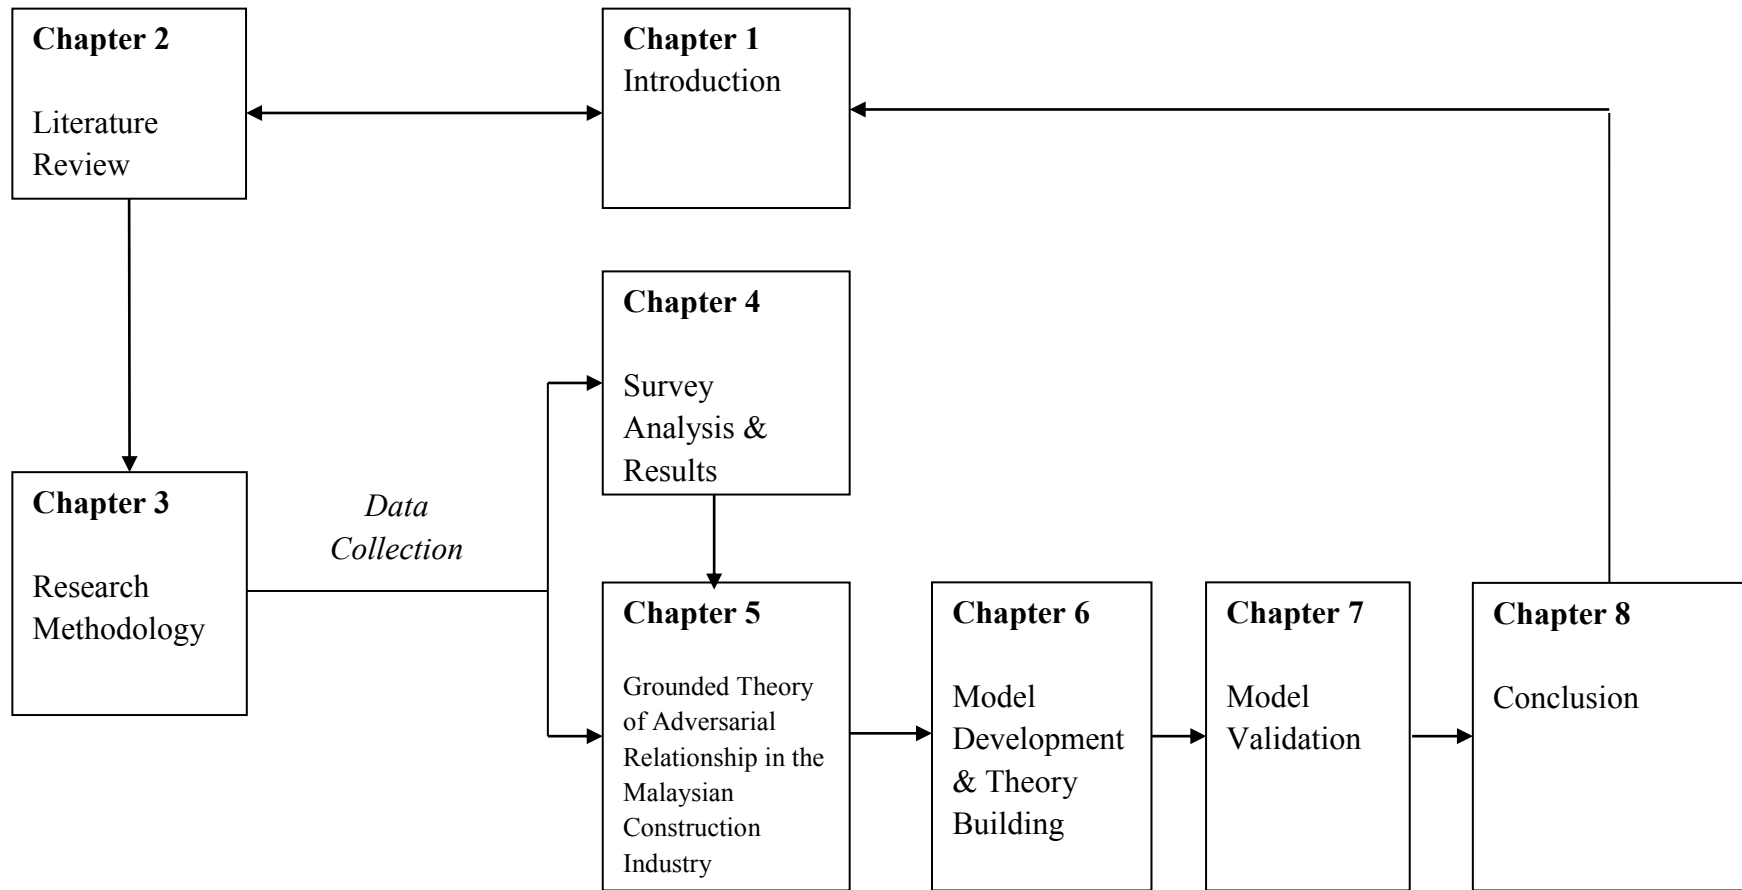 Chapter 2
Literature
Review
Chapter 1
Introduction
Chapter 4
Survey
Analysis &
Results
Chapter 3
Research
Methodology
Data
Collection
Chapter 5
Grounded Theory
of Adversarial
Relationship in the
Malaysian
Construction
Industry
Chapter 6
Model
Development
& Theory
Building
Chapter 7
Model
Validation
Chapter 8
Conclusion